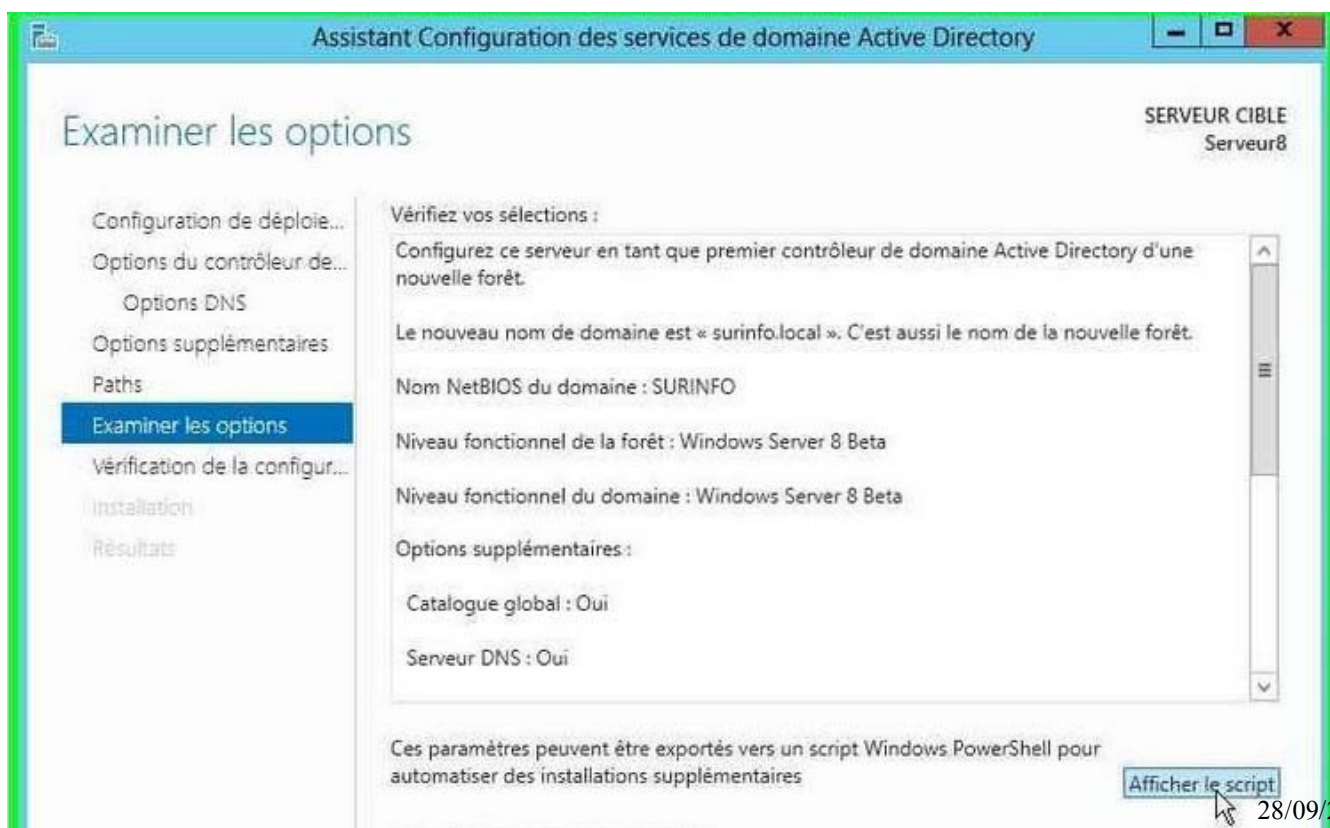 Assistant Configuration des services de domaine Active Directory
Examiner les options
SERVEUR CIBLE
Serveur8
Configuration de déploie...
Options du contrôleur de...
Options DNS
Options supplémentaires
Paths
Examiner les options
Vérification de la configur...
Installation
Résultats
Vérifiez vos sélections :
Configurez ce serveur en tant que premier contrôleur de domaine Active Directory d'une
nouvelle forêt.
Le nouveau nom de domaine est « surinfo.local ». C'est aussi le nom de la nouvelle forêt.
Nom NetBIOS du domaine : SURINFO
Niveau fonctionnel de la forêt : Windows Server 8 Beta
Niveau fonctionnel du domaine : Windows Server 8 Beta
Options supplémentaires :
Catalogue global : Oui
Serveur DNS : Oui
Ces paramètres peuvent être exportés vers un script Windows PowerShell pour
automatiser des installations supplémentaires
Afficher le script
28/09/